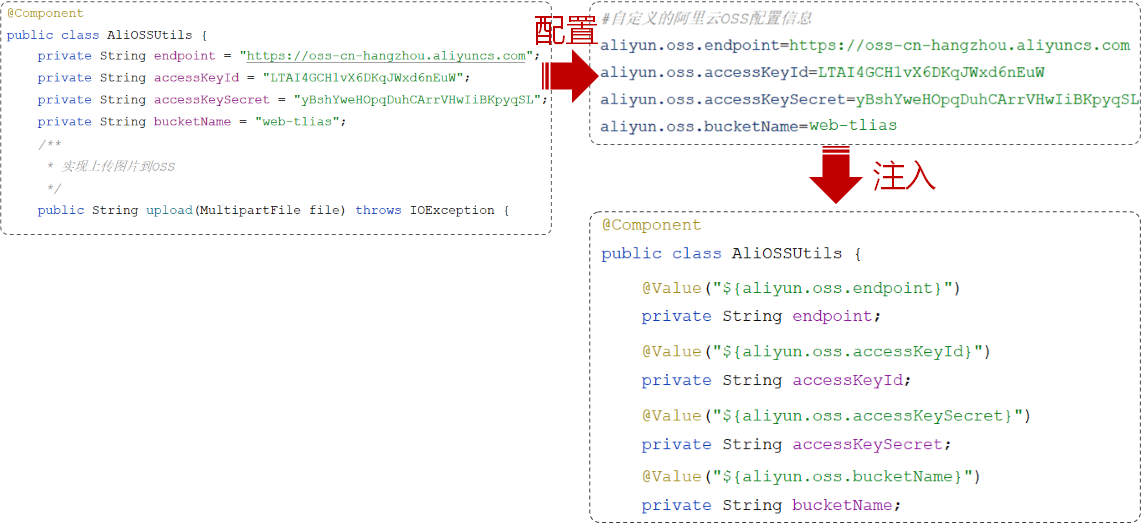 @Component
public class AliOSSUtils {
private String endpoint = "https://oss-cn-hangzhou.aliyuncs.com";
private String accessKeyId = "LTAI4GCH1vX6DKqJWxd6nEuW";
private String accessKeySecret = "yBshYweHOpqDuhCArrVHwIiBKpyqSL";
private String bucketName = "web-tlias";
/**
* 实现上传图片到OSS
*/
public String upload(MultipartFile file) throws IOException {
配置
#自定义的阿里云OSS配置信息
aliyun.oss.endpoint=https://oss-cn-hangzhou.aliyuncs.com
aliyun.oss.accessKeyId=LTAI4GCH1vX6DKqJWxd6nEuW
aliyun.oss.accessKeySecret=yBshYweHOpqDuhCArrVHwIiBKpyqSL
aliyun.oss.bucketName=web-tlias
注入
@Component
public class AliOSSUtils {
@Value("${aliyun.oss.endpoint}")
private String endpoint;
@Value("${aliyun.oss.accessKeyId}")
private String accessKeyId;
@Value("${aliyun.oss.accessKeySecret}")
private String accessKeySecret;
@Value("${aliyun.oss.bucketName}")
private String bucketName;